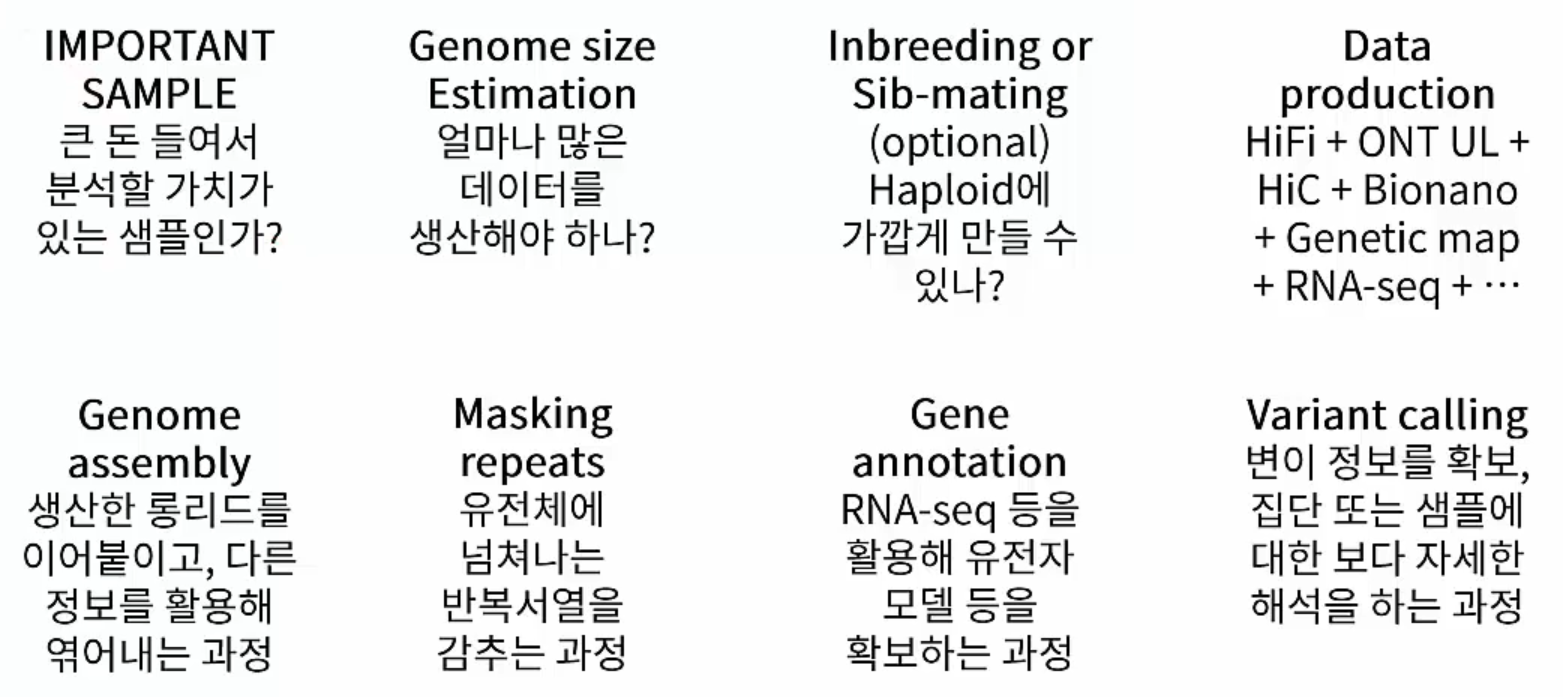 IMPORTANT
SAMPLE
큰 돈 들여서
분석할 가치가
있는 샘플인가?
Genome size
Estimation
얼마나 많은
데이터를
생산해야 하나?
Inbreeding or
Sib-mating
(optional)
Haploid에
가깝게 만들 수
있나?
Data
production
HiFi + ONT UL +
HiC + Bionano
+ Genetic map
+ RNA-seq + ⋯
Genome
assembly
생산한 롱리드를
이어붙이고, 다른
정보를 활용해
엮어내는 과정
Masking
repeats
유전체에
넘쳐나는
반복서열을
감추는 과정
Gene
annotation
RNA-seq 등을
활용해 유전자
모델 등을
확보하는 과정
Variant calling
변이 정보를 확보,
집단 또는 샘플에
대한 보다 자세한
해석을 하는 과정